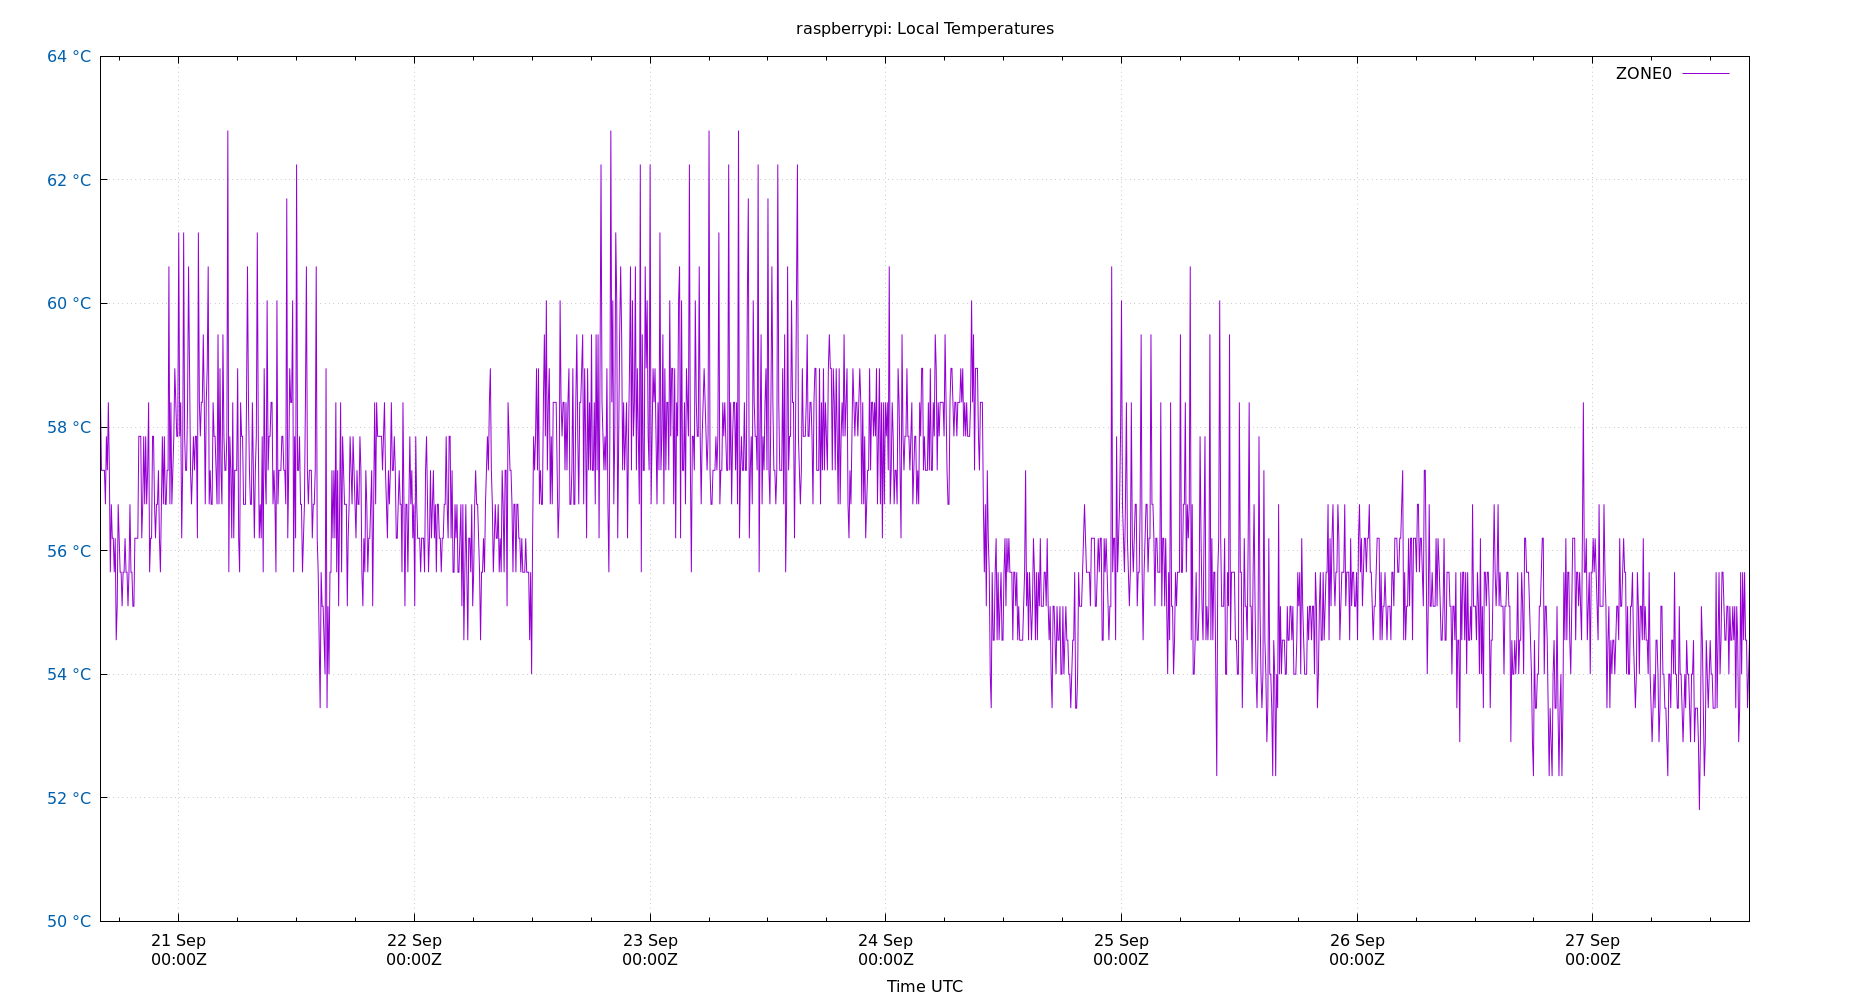 raspberrypi: Local Temperatures
64 °C
ZONE0
62 °C
60 °C
58 °C
56 °C
54 °C
52 °C
50 °C
21 Sep 22 Sep 23 Sep 24 Sep 25 Sep 26 Sep 27 Sep
00:00Z 00:00Z 00:00Z 00:00Z 00:00Z 00:00Z 00:00Z
Time UTC